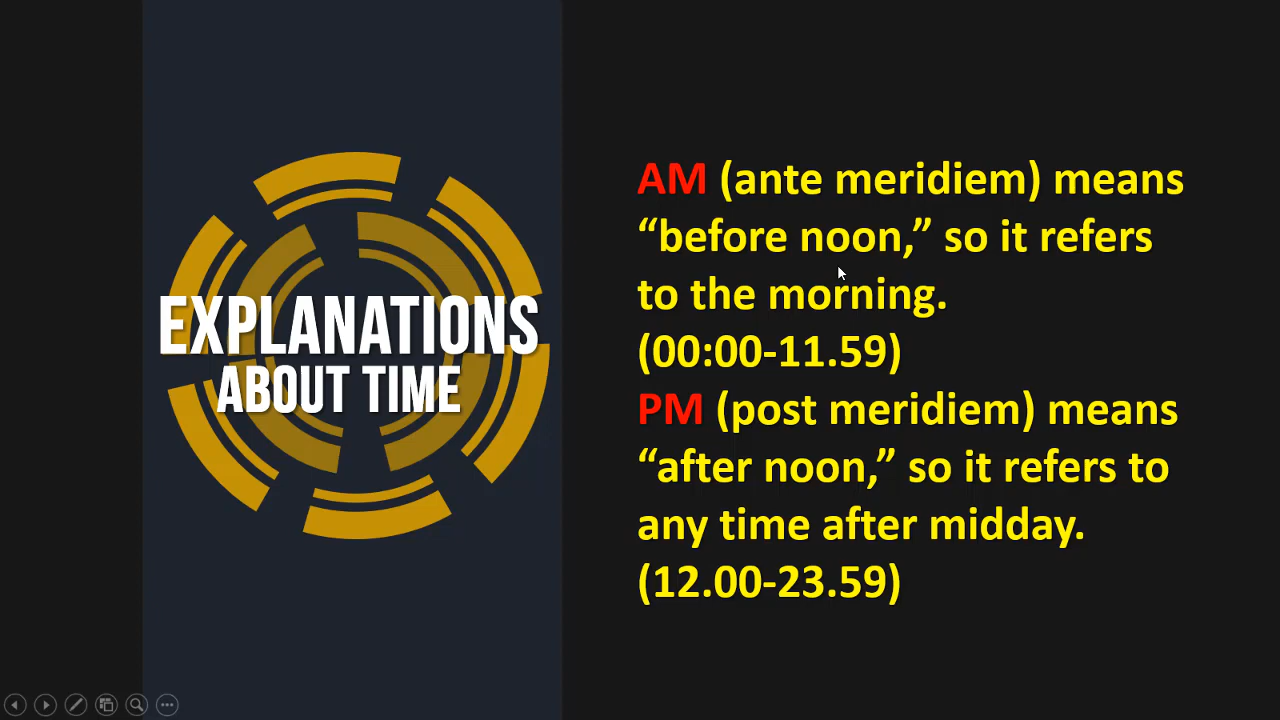 EXPLANATIONS
ABOUT TIME
AM (ante meridiem) means
“before noon,” so it refers
to the morning.
(00:00-11.59)
PM (post meridiem) means
“after noon,” so it refers to
any time after midday.
(12.00-23.59)